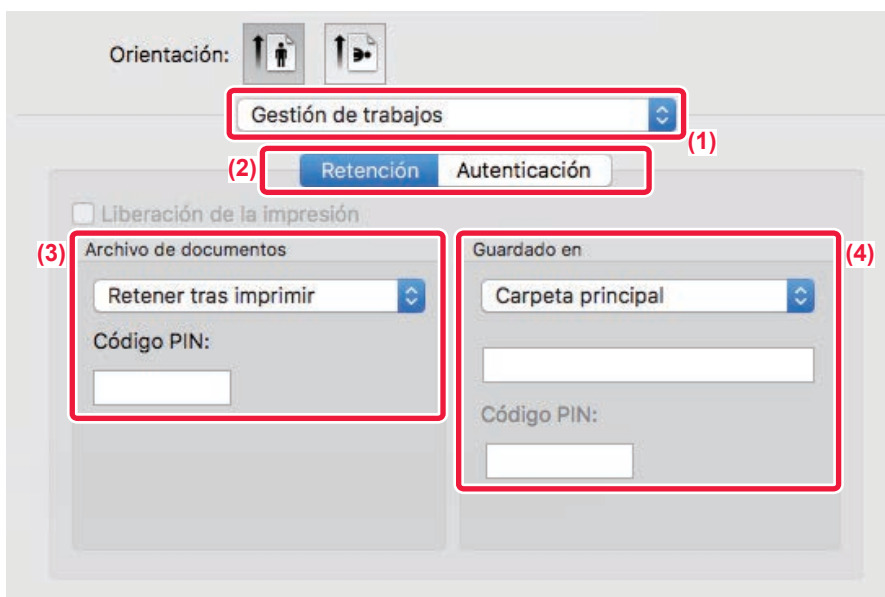 Orientación:
Gestión de trabajos
(1)
(2)
Retención Autenticación
Liberación de la impresión
(3)
Archivo de documentos
Retener tras imprimir
Código PIN:
Guardado en
(4)
Carpeta principal
Código PIN: